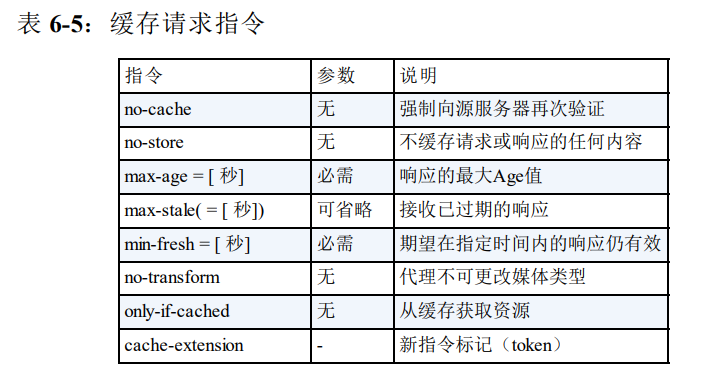 表 6-5：缓存请求指令
指令 参数 说明
no-cache 无 强制向源服务器再次验证
no-store 无 不缓存请求或响应的任何内容
max-age = [ 秒] 必需 响应的最大Age值
max-stale( = [ 秒]) 可省略 接收已过期的响应
min-fresh = [ 秒] 必需 期望在指定时间内的响应仍有效
no-transform 无 代理不可更改媒体类型
only-if-cached 无 从缓存获取资源
cache-extension - 新指令标记（token）